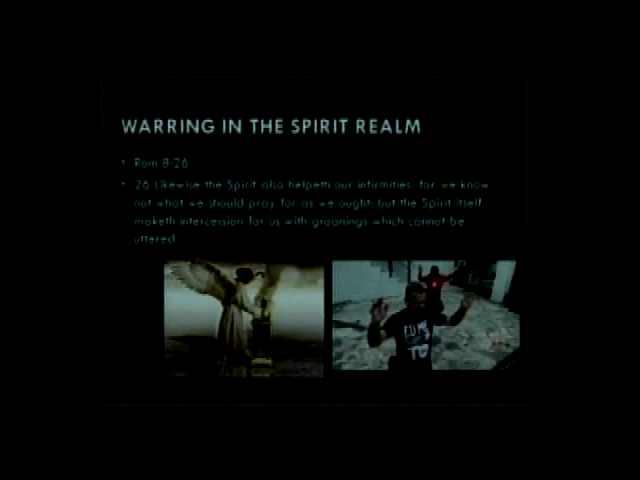 WARRING IN THE SPIRIT REALM
• Rom 8:26
• 26 Likewise the Spirit also helpeth our infirmities: for we know
not what we should pray for as we ought: but the Spirit itself
maketh intercession for us with groanings which cannot be
uttered